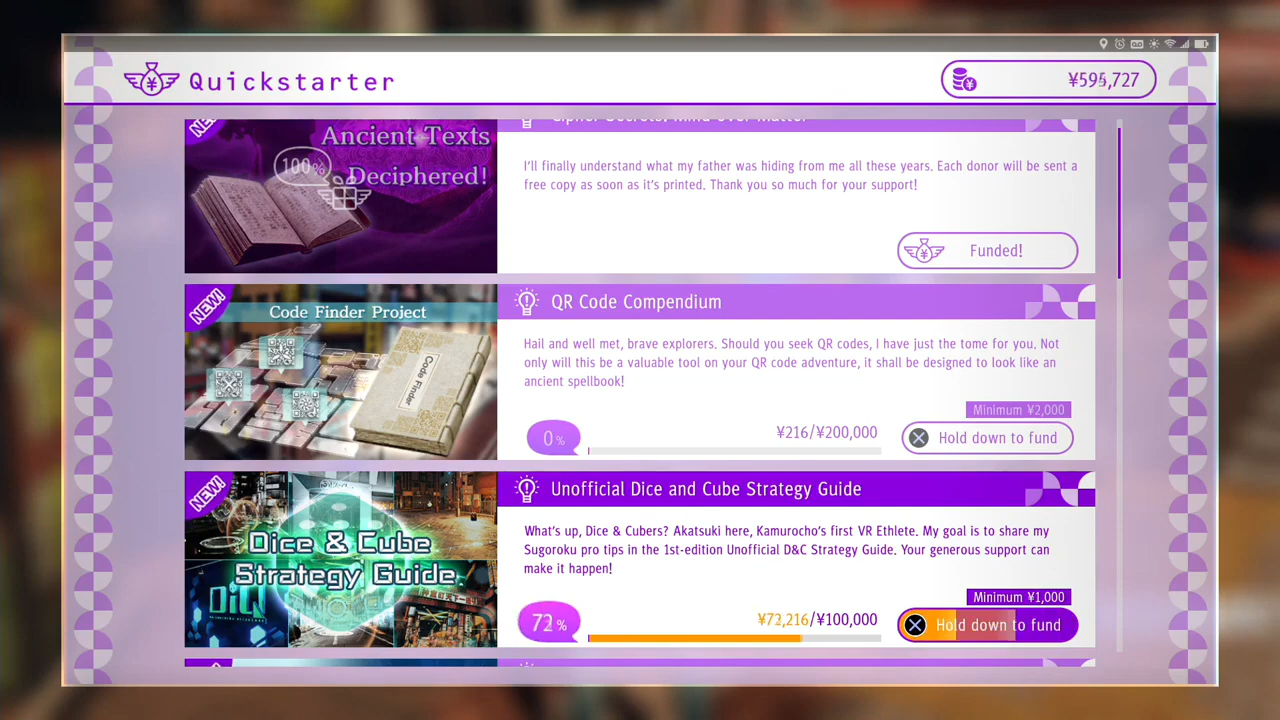 Quickstarter
¥595,727
NEW!
Ancient Texts
Deciphered!
100%
Cipher Secrets: Mind Over Matter
I'll finally understand what my father was hiding from me all these years. Each donor will be sent a
free copy as soon as it's printed. Thank you so much for your support!
Funded!
NEW!
Code Finder Project
Code Finder
QR Code Compendium
Hail and well met, brave explorers. Should you seek QR codes, I have just the tome for you. Not
only will this be a valuable tool on your QR code adventure, it shall be designed to look like an
ancient spellbook!
Minimum ¥2,000
0%
¥216/¥200,000
Hold down to fund
NEW!
Dice & Cube
Strategy Guide
Unofficial Dice and Cube Strategy Guide
What's up, Dice & Cubers? Akatsuki here, Kamurocho's first VR Ethlete. My goal is to share my
Sugoroku pro tips in the 1st-edition Unofficial D&C Strategy Guide. Your generous support can
make it happen!
Minimum ¥1,000
72%
¥72,216/¥100,000
Hold down to fund